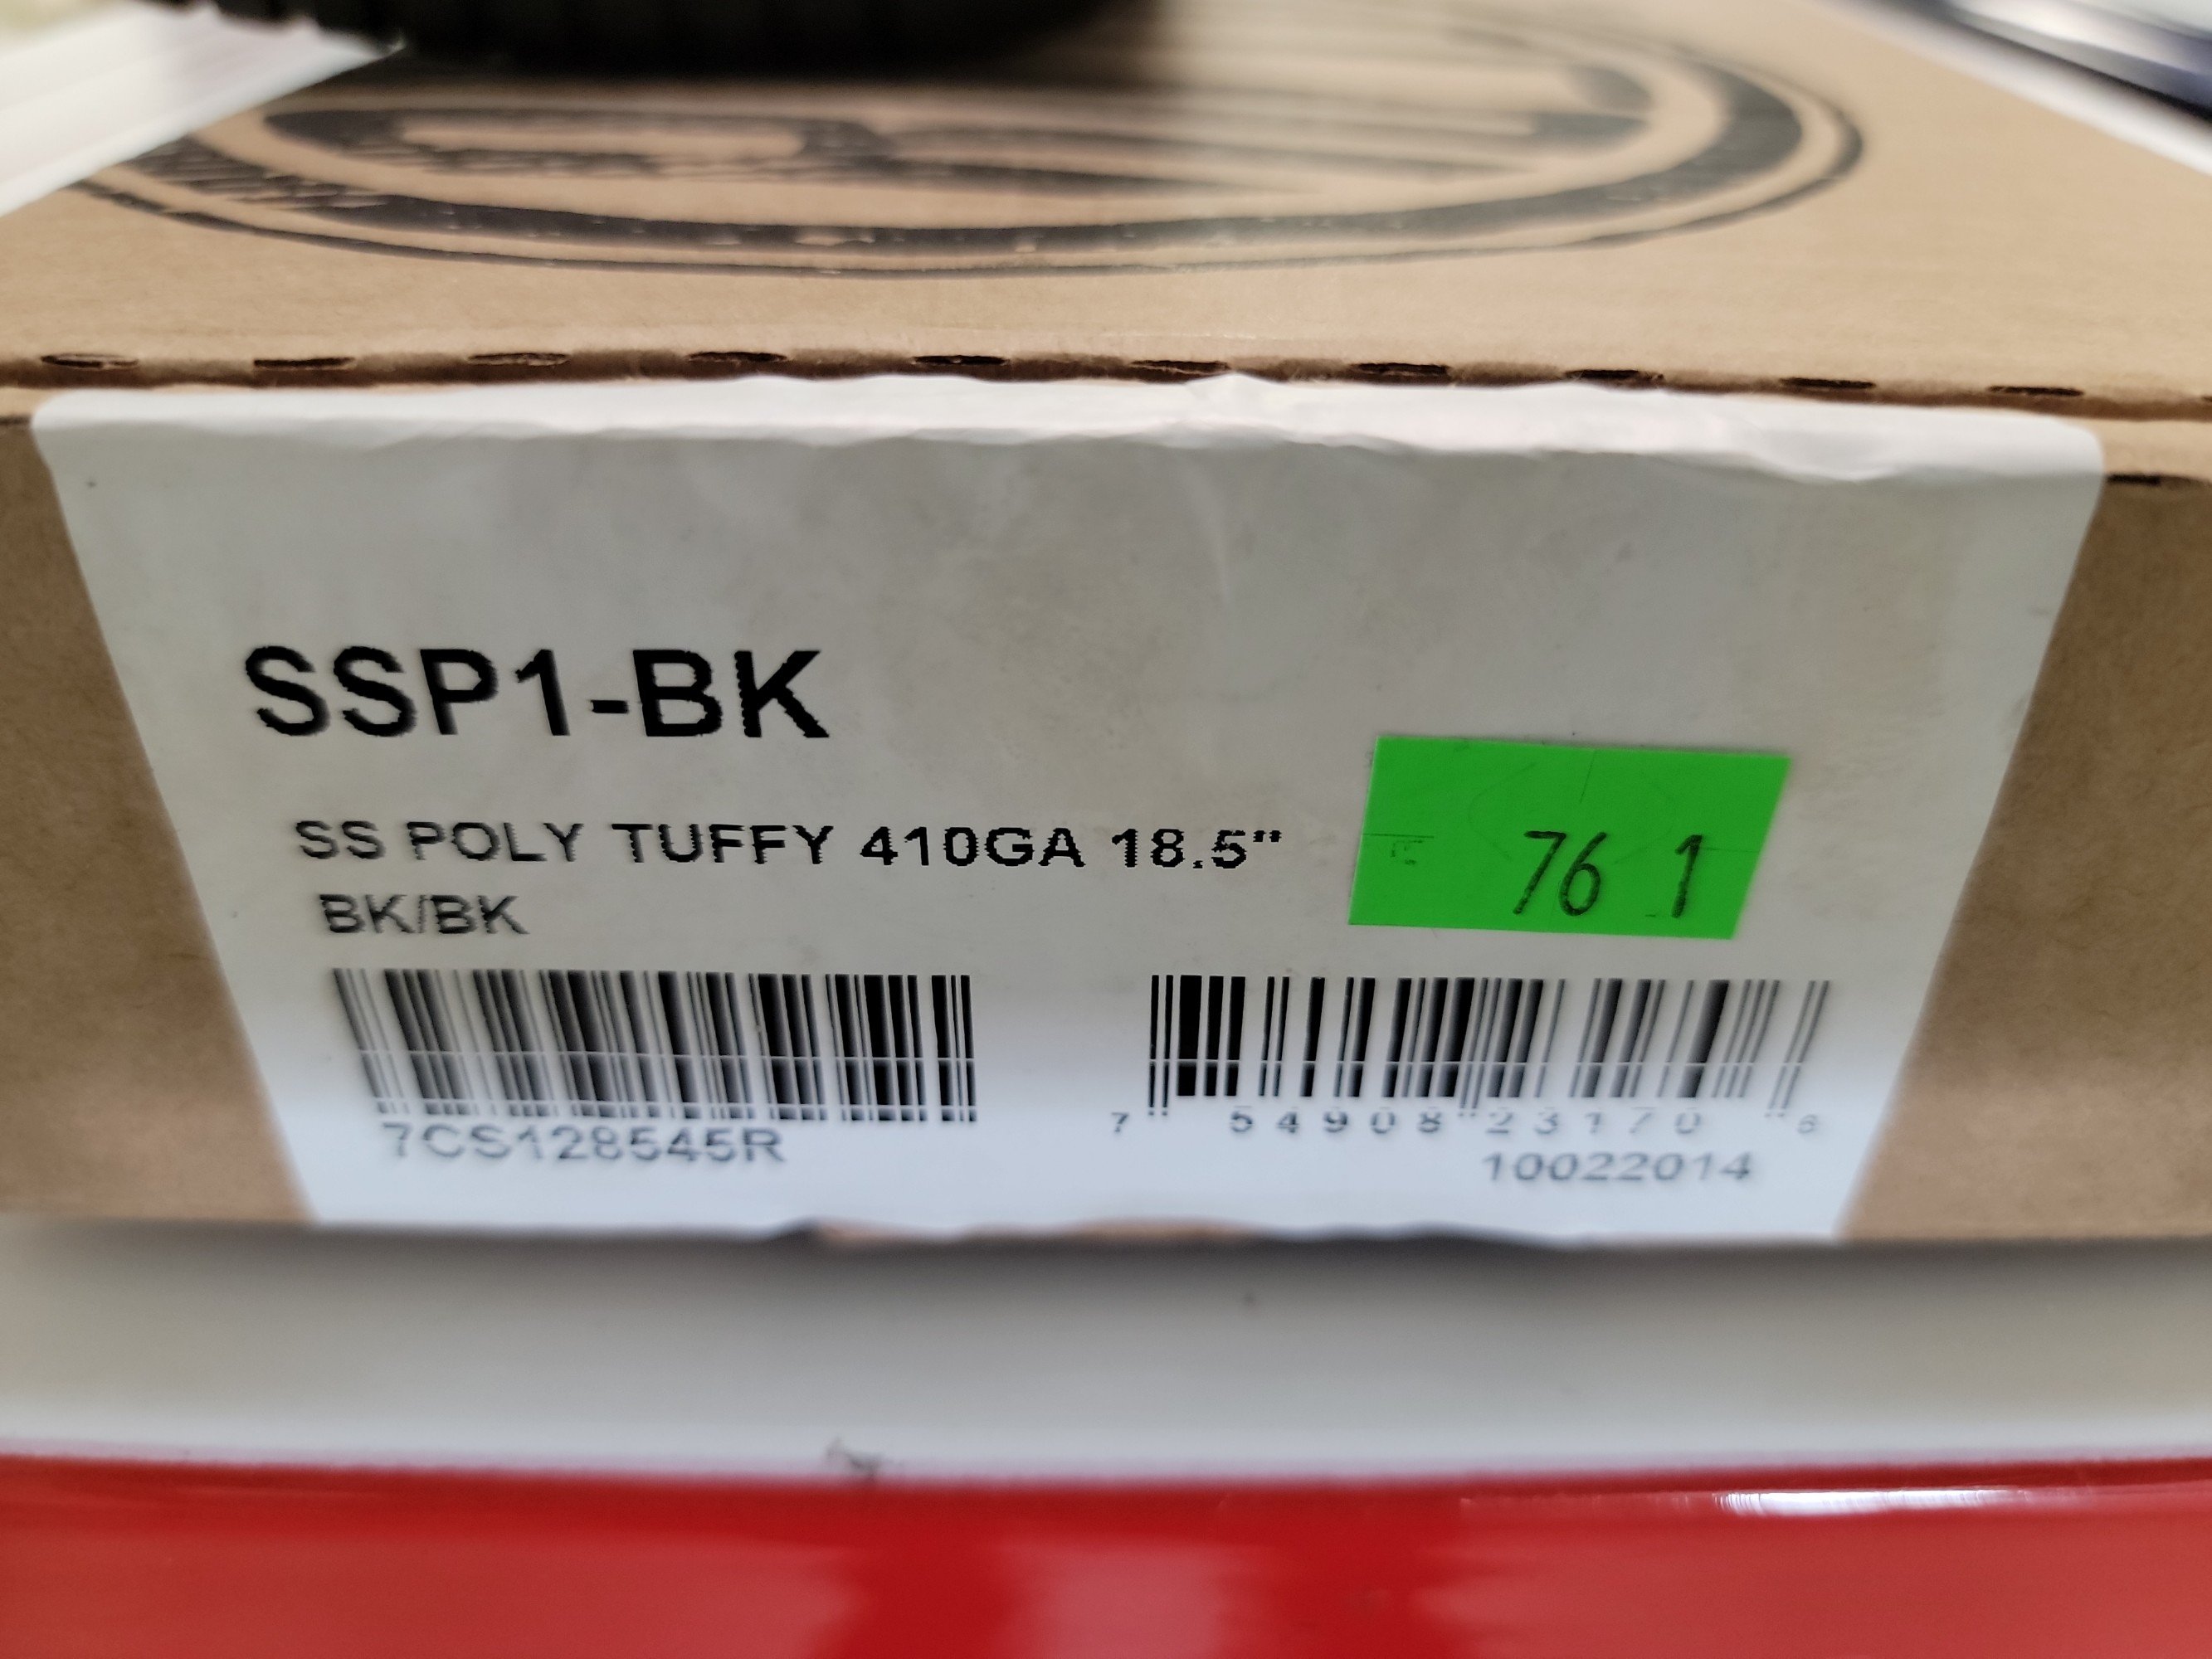 SSP1-BK
SS POLY TUFFY 410GA 18.5"
BK/BK
76 1
7CS128545R
7 54908 23170 6
10022014